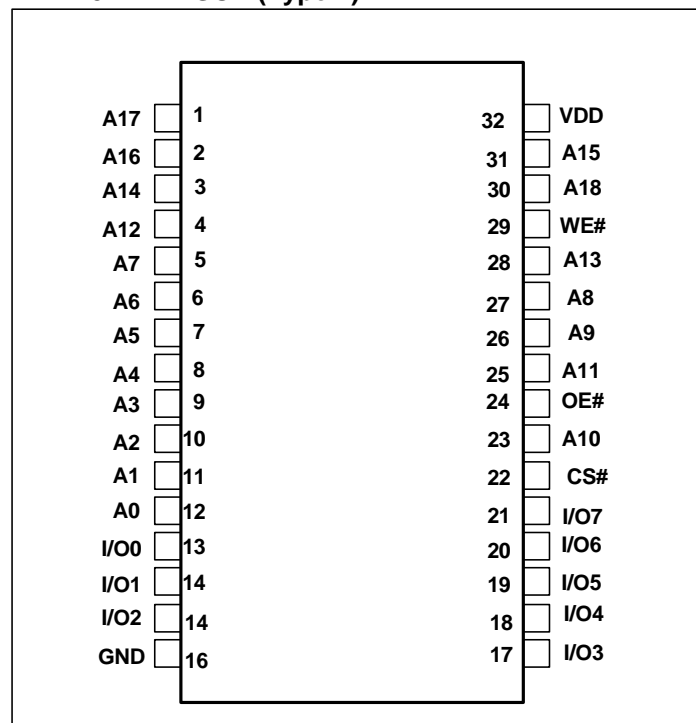 A17 1 32 VDD
A16 2 31 A15
A14 3 30 A18
A12 4 29 WE#
A7 5 28 A13
A6 6 27 A8
A5 7 26 A9
A4 8 25 A11
A3 9 24 OE#
A2 10 23 A10
A1 11 22 CS#
A0 12 21 I/O7
I/O0 13 20 I/O6
I/O1 14 19 I/O5
I/O2 14 18 I/O4
GND 16 17 I/O3